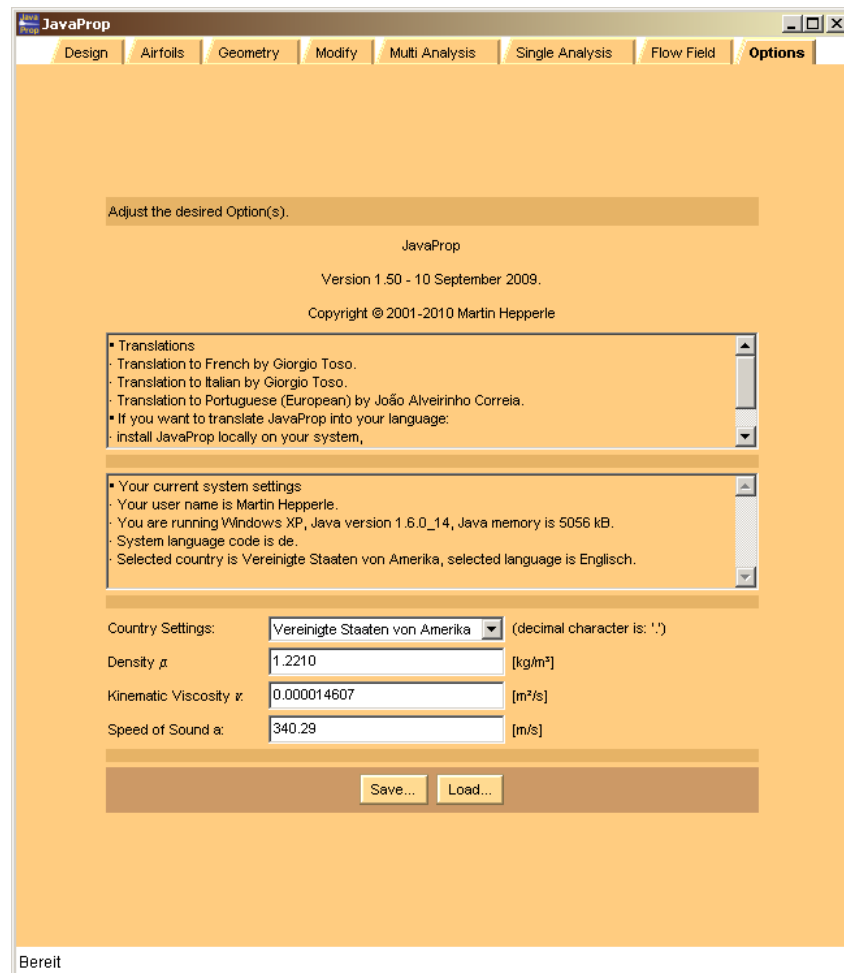 Java Prop JavaProp
Design Airfoils Geometry Modify Multi Analysis Single Analysis Flow Field Options
Adjust the desired Option(s).
JavaProp
Version 1.50 - 10 September 2009.
Copyright © 2001-2010 Martin Hepperle
▪ Translations
· Translation to French by Giorgio Toso.
· Translation to Italian by Giorgio Toso.
· Translation to Portuguese (European) by João Alveirinho Correia.
▪ If you want to translate JavaProp into your language:
· install JavaProp locally on your system,
▪ Your current system settings
· Your user name is Martin Hepperle.
· You are running Windows XP, Java version 1.6.0_14, Java memory is 5056 kB.
· System language code is de.
· Selected country is Vereinigte Staaten von Amerika, selected language is Englisch.
Country Settings: Vereinigte Staaten von Amerika (decimal character is: '.')
Density ρ: 1.2210 [kg/m³]
Kinematic Viscosity ν: 0.000014607 [m²/s]
Speed of Sound a: 340.29 [m/s]
Save... Load...
Bereit